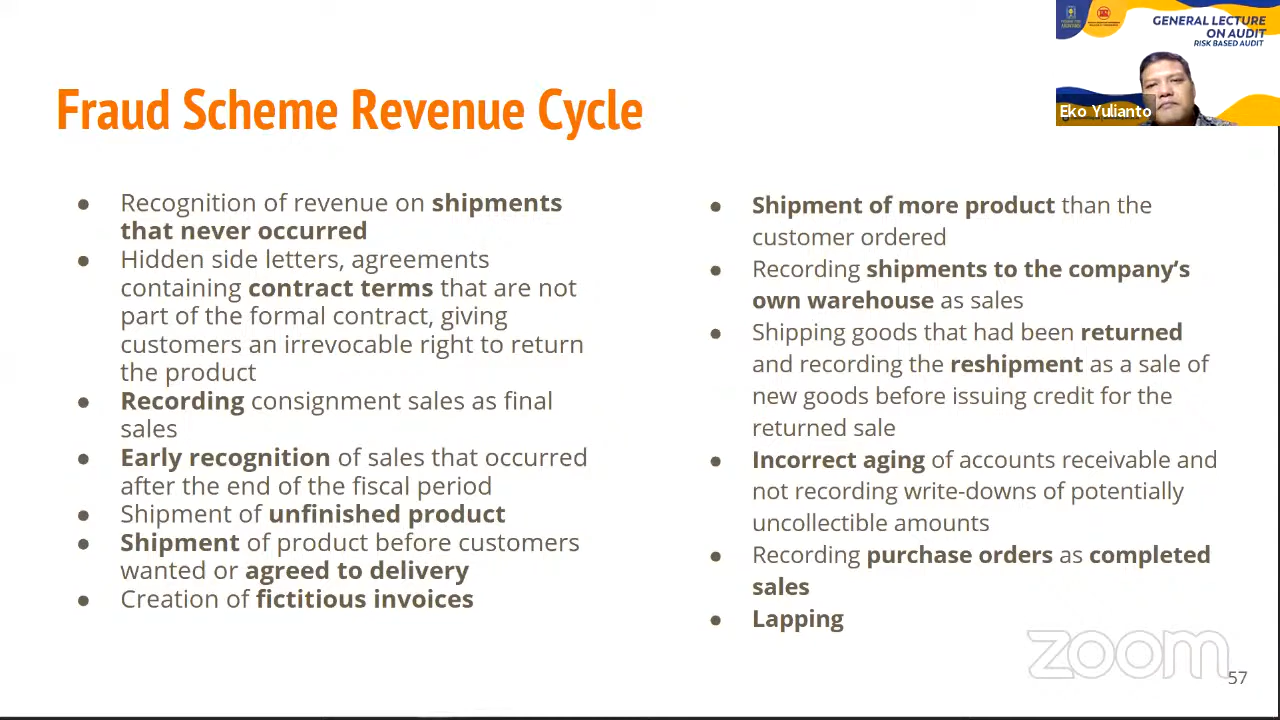 GENERAL LECTURE
ON AUDIT
RISK BASED AUDIT
Eko Yulianto
Fraud Scheme Revenue Cycle
● Recognition of revenue on shipments
that never occurred
● Hidden side letters, agreements
containing contract terms that are not
part of the formal contract, giving
customers an irrevocable right to return
the product
● Recording consignment sales as final
sales
● Early recognition of sales that occurred
after the end of the fiscal period
● Shipment of unfinished product
● Shipment of product before customers
wanted or agreed to delivery
● Creation of fictitious invoices
● Shipment of more product than the
customer ordered
● Recording shipments to the company's
own warehouse as sales
● Shipping goods that had been returned
and recording the reshipment as a sale of
new goods before issuing credit for the
returned sale
● Incorrect aging of accounts receivable and
not recording write-downs of potentially
uncollectible amounts
● Recording purchase orders as completed
sales
● Lapping
zoom
57